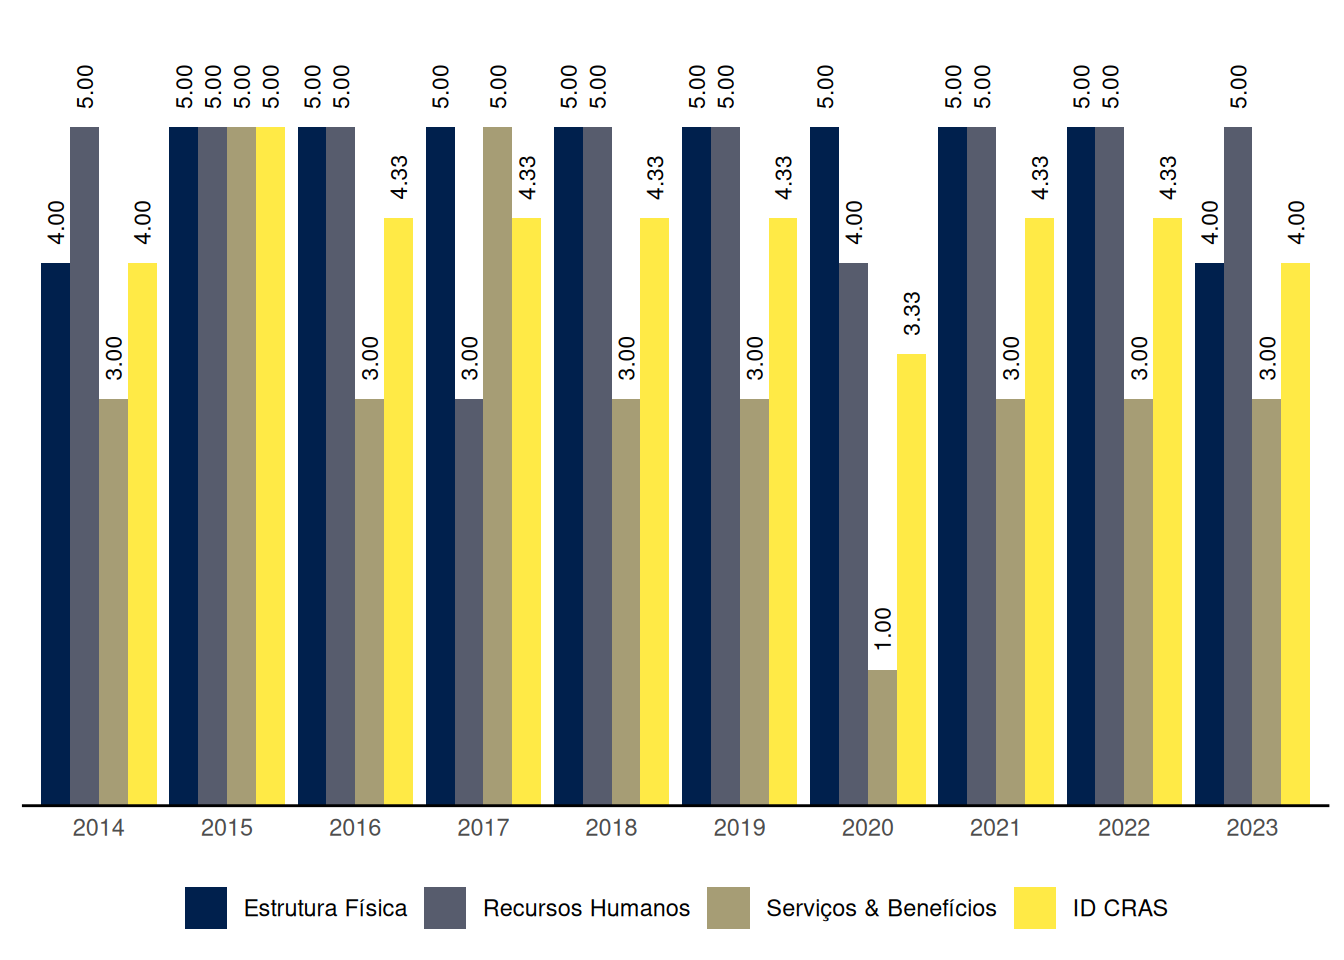 5.00 5.00 5.00 5.00 5.00 5.00 5.00 5.00 5.00 5.00 5.00 5.00 5.00 5.00 5.00 5.00 5.00 5.00 5.00
4.33 4.33 4.33 4.33 4.33 4.33
4.00 4.00 4.00 4.00 4.00
3.33
3.00 3.00 3.00 3.00 3.00 3.00 3.00 3.00
1.00
2014 2015 2016 2017 2018 2019 2020 2021 2022 2023
Estrutura Física Recursos Humanos Serviços & Benefícios ID CRAS